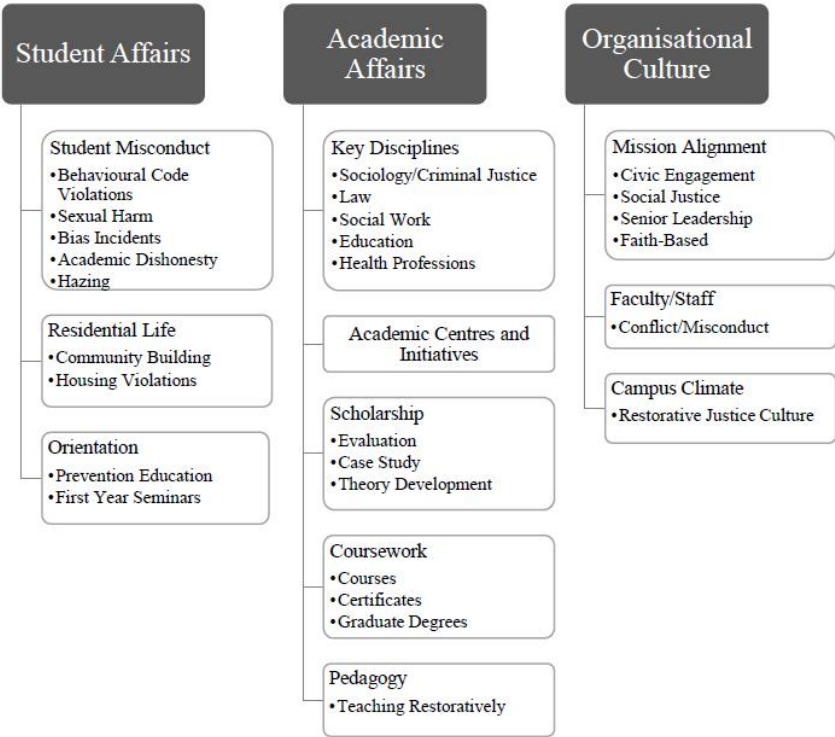 Student Affairs
Student Misconduct
•Behavioural Code
Violations
•Sexual Harm
•Bias Incidents
•Academic Dishonesty
•Hazing
Residential Life
•Community Building
•Housing Violations
Orientation
•Prevention Education
•First Year Seminars
Academic
Affairs
Key Disciplines
•Sociology/Criminal Justice
•Law
•Social Work
•Education
•Health Professions
Academic Centres and
Initiatives
Scholarship
•Evaluation
•Case Study
•Theory Development
Coursework
•Courses
•Certificates
•Graduate Degrees
Pedagogy
•Teaching Restoratively
Organisational
Culture
Mission Alignment
•Civic Engagement
•Social Justice
•Senior Leadership
•Faith-Based
Faculty/Staff
•Conflict/Misconduct
Campus Climate
•Restorative Justice Culture